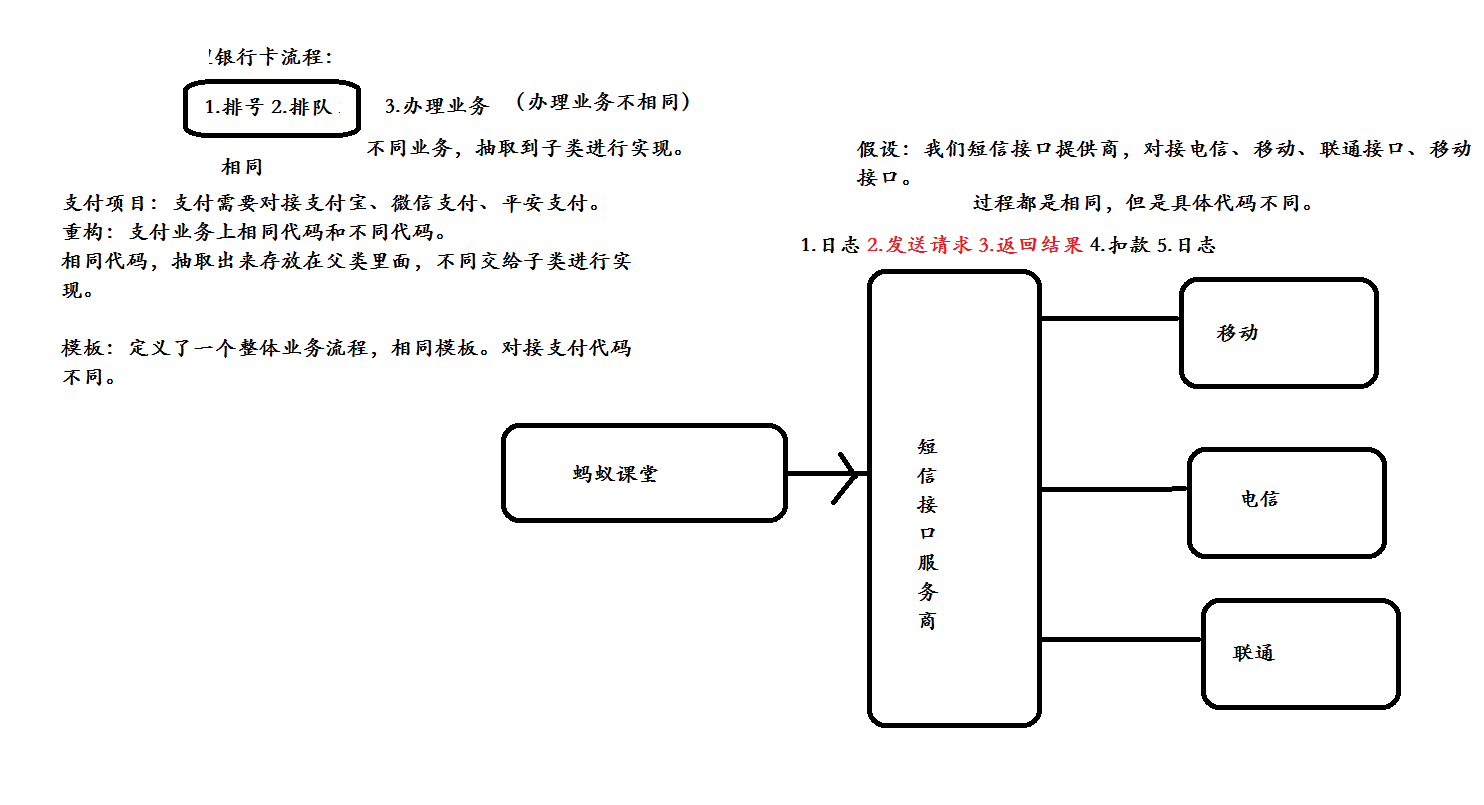 银行卡流程：
1.排号 2.排队
3.办理业务 （办理业务不相同）
不同业务，抽取到子类进行实现。
相同
支付项目：支付需要对接支付宝、微信支付、平安支付。
重构：支付业务上相同代码和不同代码。
相同代码，抽取出来存放在父类里面，不同交给子类进行实
现。
模板：定义了一个整体业务流程，相同模板。对接支付代码
不同。
假设：我们短信接口提供商，对接电信、移动、联通接口、移动
接口。
过程都是相同，但是具体代码不同。
1.日志 2.发送请求 3.返回结果 4.扣款 5.日志
蚂蚁课堂
短信接口服务商
移动
电信
联通